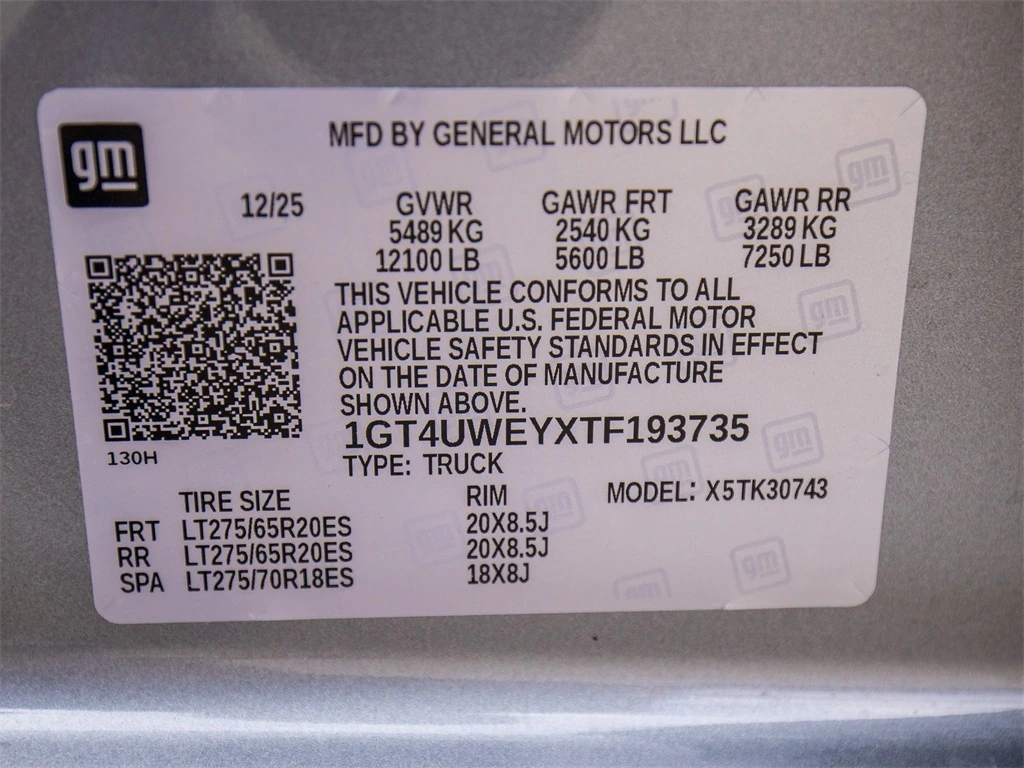 gm
MFD BY GENERAL MOTORS LLC
12/25 GVWR GAWR FRT GAWR RR
5489 KG 2540 KG 3289 KG
12100 LB 5600 LB 7250 LB
THIS VEHICLE CONFORMS TO ALL
APPLICABLE U.S. FEDERAL MOTOR
VEHICLE SAFETY STANDARDS IN EFFECT
ON THE DATE OF MANUFACTURE
SHOWN ABOVE.
1GT4UWEYXTF193735
130H
TYPE: TRUCK
TIRE SIZE RIM MODEL: X5TK30743
FRT LT275/65R20ES 20X8.5J
RR LT275/65R20ES 20X8.5J
SPA LT275/70R18ES 18X8J